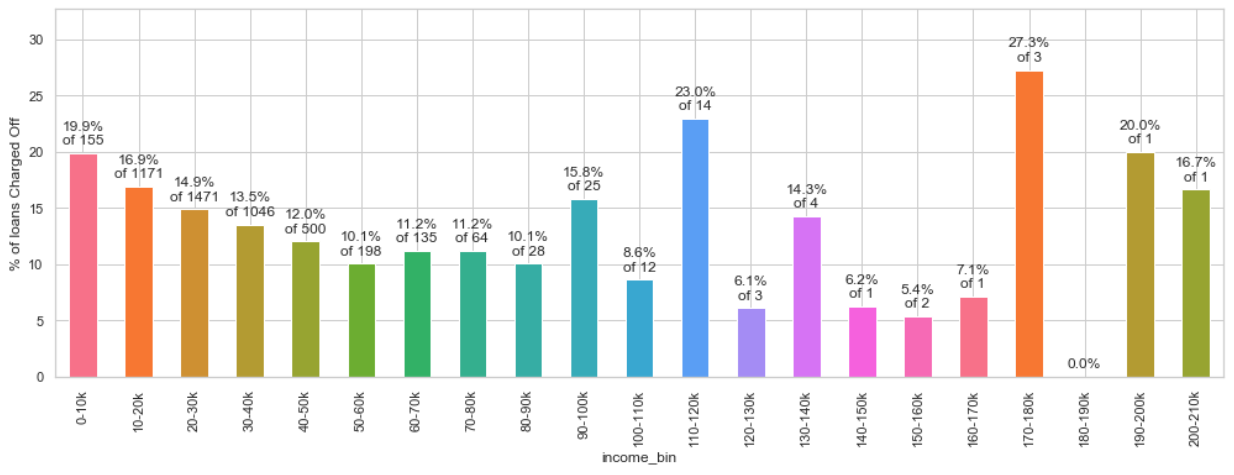 % of loans Charged Off
30
25
20
15
10
5
0
19.9%
of 155
16.9%
of 1171
14.9%
of 1471
13.5%
of 1046
12.0%
of 500
10.1%
of 198
11.2%
of 135
11.2%
of 64
10.1%
of 28
15.8%
of 25
8.6%
of 12
23.0%
of 14
6.1%
of 3
14.3%
of 4
6.2%
of 1
5.4%
of 2
7.1%
of 1
27.3%
of 3
0.0%
20.0%
of 1
16.7%
of 1
0-10k
10-20k
20-30k
30-40k
40-50k
50-60k
60-70k
70-80k
80-90k
90-100k
100-110k
110-120k
120-130k
130-140k
140-150k
150-160k
160-170k
170-180k
180-190k
190-200k
200-210k
income_bin